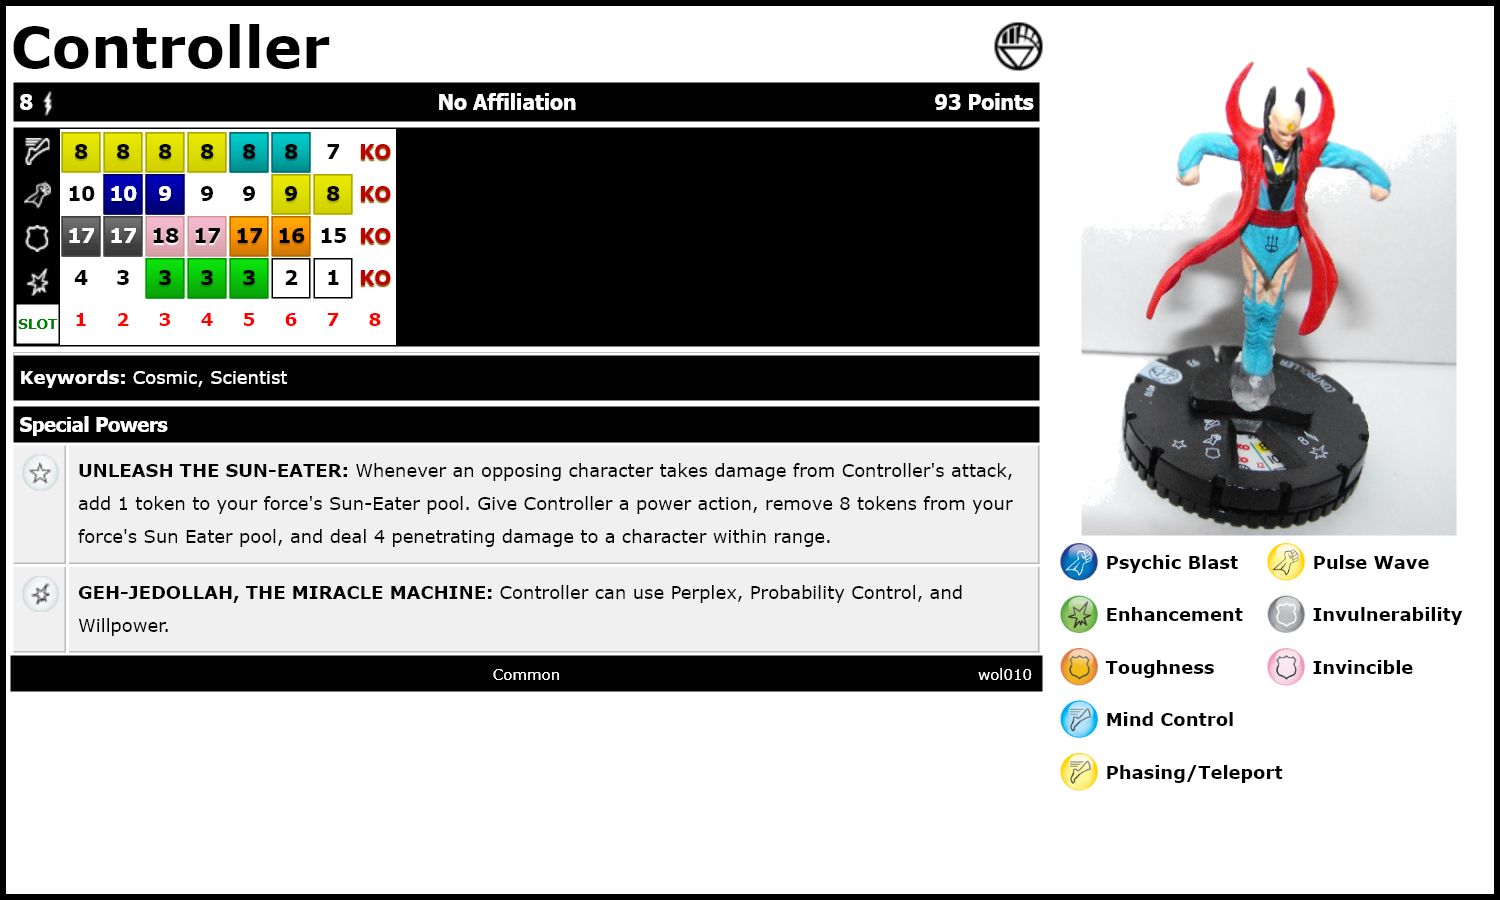 Controller
8 No Affiliation 93 Points
8 8 8 8 8 8 7 KO
10 10 9 9 9 9 8 KO
17 17 18 17 17 16 15 KO
4 3 3 3 3 2 1 KO
SLOT 1 2 3 4 5 6 7 8
Keywords: Cosmic, Scientist
Special Powers
UNLEASH THE SUN-EATER: Whenever an opposing character takes damage from Controller's attack,
add 1 token to your force's Sun-Eater pool. Give Controller a power action, remove 8 tokens from your
force's Sun Eater pool, and deal 4 penetrating damage to a character within range.
GEH-JEDOLLAH, THE MIRACLE MACHINE: Controller can use Perplex, Probability Control, and
Willpower.
Common wol010
CONTROLLER
93
010
8
Psychic Blast Pulse Wave
Enhancement Invulnerability
Toughness Invincible
Mind Control
Phasing/Teleport